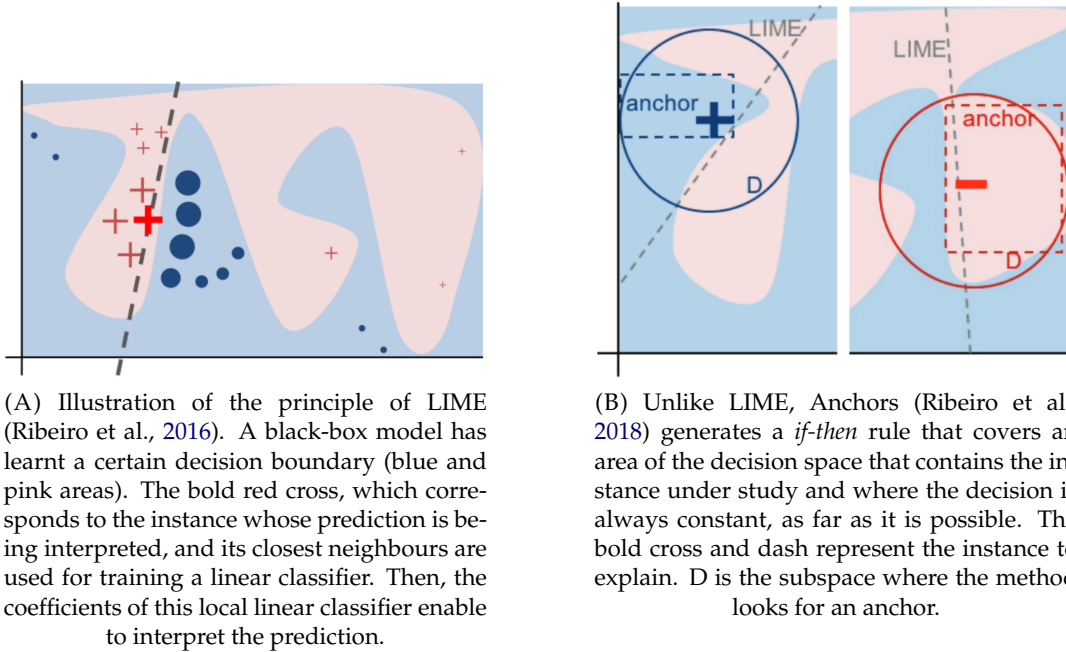 LIME
anchor
D
LIME
anchor
D
(A) Illustration of the principle of LIME
(Ribeiro et al., 2016). A black-box model has
learnt a certain decision boundary (blue and
pink areas). The bold red cross, which corre-
sponds to the instance whose prediction is be-
ing interpreted, and its closest neighbours are
used for training a linear classifier. Then, the
coefficients of this local linear classifier enable
to interpret the prediction.
(B) Unlike LIME, Anchors (Ribeiro et al
2018) generates a if-then rule that covers an
area of the decision space that contains the in
stance under study and where the decision i
always constant, as far as it is possible. Th
bold cross and dash represent the instance to
explain. D is the subspace where the method
looks for an anchor.